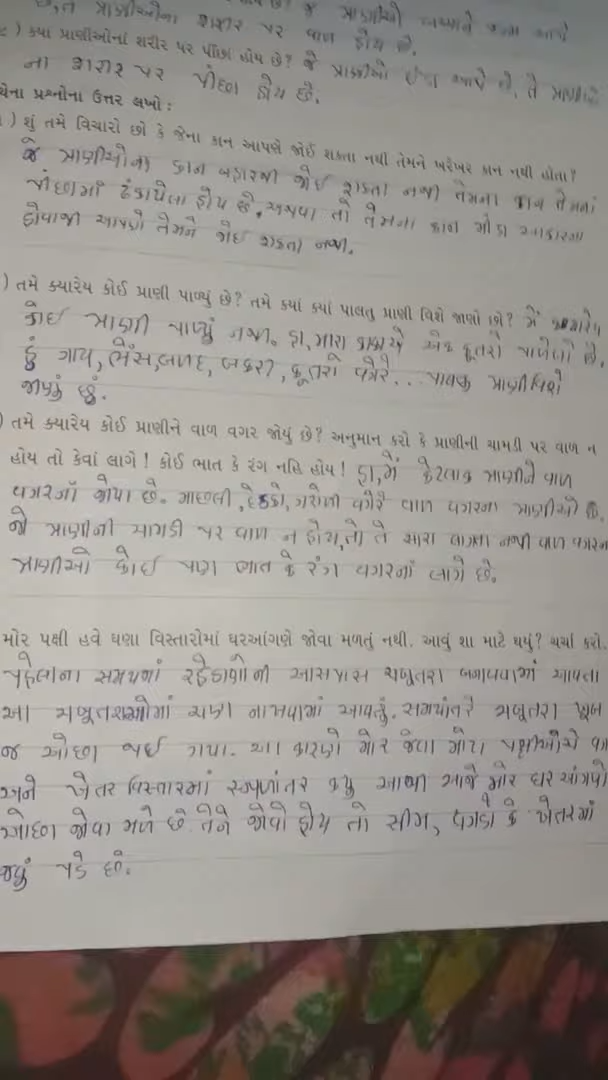 તે પ્રાણીઓના શરીર પર વાળ હોય છે.
૮) ક્યા પ્રાણીઓનાં શરીર પર પીંછાં હોય છે? જે પ્રાણીઓ ઈંડા છે, તે
ના શરીર પર પીંછા હોય છે.
પ્રશ્નોના ઉત્તર લખો :
) શું તમે વિચારો છો કે જેના કાન આપણે જોઈ શકતા નથી તેમને ખરેખર કાન નથી હોતા?
જે પ્રાણીઓના કાન બહારથી જોઈ શકતા નથી તેમના કાન તેમનાં
પીંછામાં ઢંકાયેલા હોય છે. અથવા તો તેમના કાન આકારના
હોવાથી આપણે તેમને જોઈ શકતા નથી.
) તમે ક્યારેય કોઈ પ્રાણી પાળ્યું છે? તમે ક્યાં ક્યાં પાલતુ પ્રાણી વિશે જાણો છો? મેં ક્યારેય
કોઈ પ્રાણી પાળ્યું નથી. હા, મારા કાકાએ એક કૂતરો પાળેલો છે.
હું ગાય, ભેંસ, બળદ, બકરી, કૂતરો વગેરે... પાલતુ પ્રાણી વિશે
જાણું છું.
) તમે ક્યારેય કોઈ પ્રાણીને વાળ વગર જોયું છે? અનુમાન કરો કે પ્રાણીની ચામડી પર વાળ ન
હોય તો કેવાં લાગે! કોઈ ભાત કે રંગ નહિ હોય! હા, મેં કેટલાક પ્રાણીને વાળ
વગરનાં જોયા છે. માછલી, દેડકો, ગરોળી વગેરે વાળ વગરના પ્રાણીઓ છે.
જો પ્રાણીની ચામડી પર વાળ ન હોય, તો તે સારા લાગતા નથી વાળ વગરના
પ્રાણીઓ કોઈ પણ ભાત કે રંગ વગરનાં લાગે છે.
મોર પક્ષી હવે ઘણા વિસ્તારોમાં ઘરઆંગણે જોવા મળતું નથી. આવું શા માટે થયું? ચર્ચા કરો.
પહેલાના સમયમાં રહેઠાણોની આસપાસ ચબૂતરા બનાવવામાં આવતા
આ ચબૂતરાઓમાં ચણ નાખવામાં આવતું. સમયાંતરે ચબૂતરા ખૂબ
જ ઓછા થઈ ગયા. આ કારણે મોર જેવા મોટા પક્ષીઓએ
અને ખેતર વિસ્તારમાં સ્થળાંતર કર્યું આથી આજે મોર ઘર આંગણે
ઓછા જોવા મળે છે તેને જોવો હોય તો સીમ, વગડો કે ખેતરમાં
જવું પડે છે.